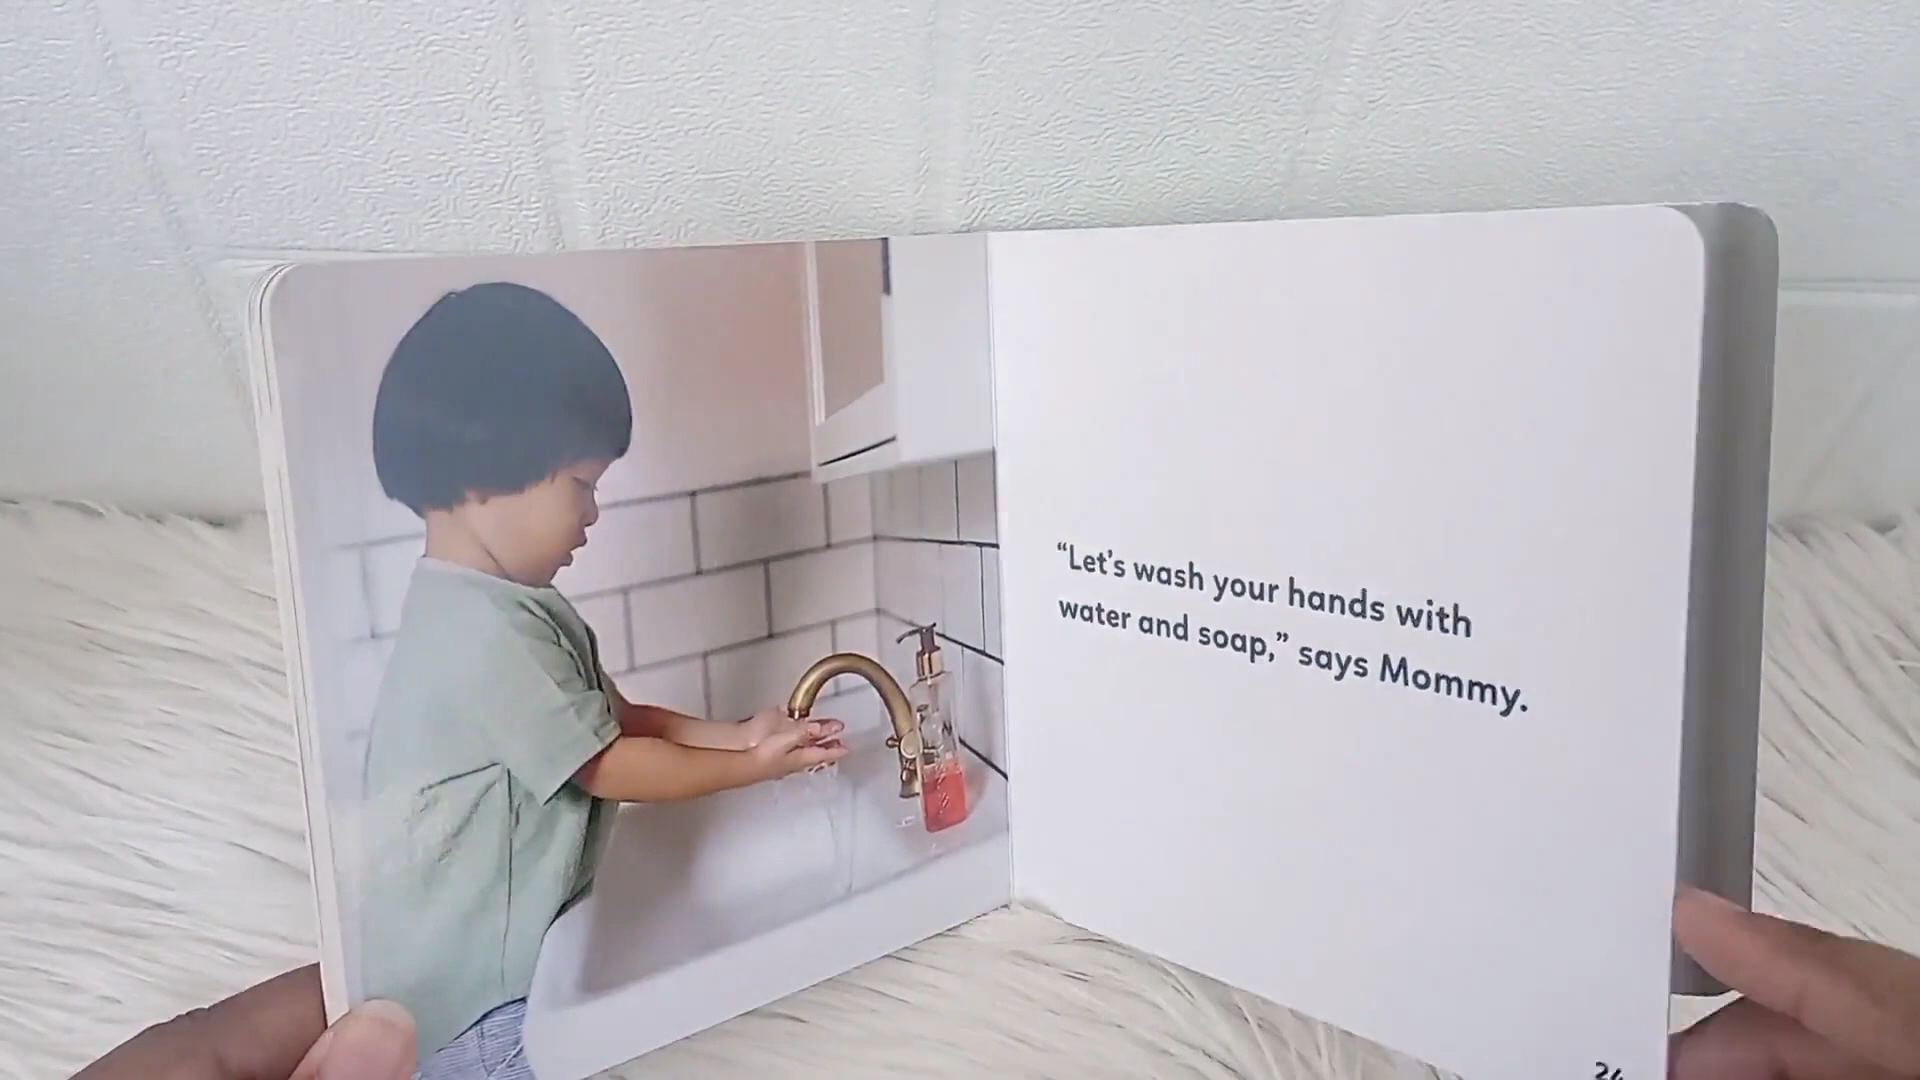 “Let’s wash your hands with
water and soap,” says Mommy.